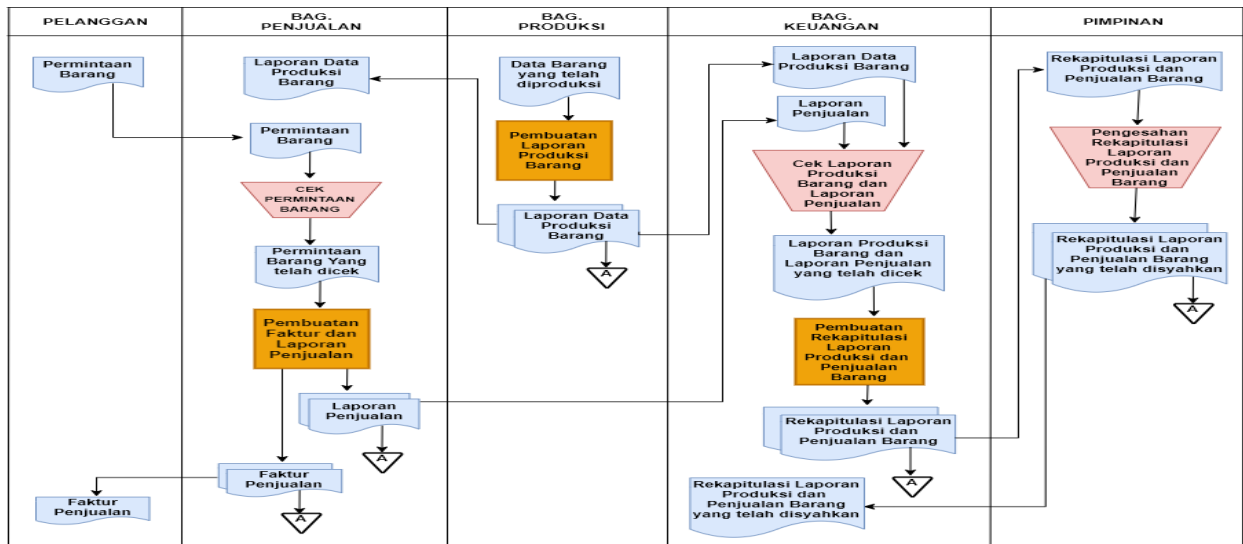 PELANGGAN
BAG.
PENJUALAN
BAG.
PRODUKSI
BAG.
KEUANGAN
PIMPINAN
Permintaan
Barang
Permintaan
Barang
Faktur
Penjualan
Laporan Data
Produksi
Barang
Permintaan
Barang
CEK
PERMINTAAN
BARANG
Permintaan
Barang Yang
telah dicek
Pembuatan
Faktur dan
Laporan
Penjualan
Laporan
Penjualan
A
Faktur
Penjualan
A
Data Barang
yang telah
diproduksi
Pembuatan
Laporan
Produksi
Barang
Laporan Data
Produksi
Barang
A
Laporan Data
Produksi Barang
Laporan
Penjualan
Cek Laporan
Produksi
Barang dan
Laporan
Penjualan
Laporan Produksi
Barang dan
Laporan Penjualan
yang telah dicek
Pembuatan
Rekapitulasi
Laporan
Produksi dan
Penjualan
Barang
Rekapitulasi Laporan
Produksi dan
Penjualan Barang
A
Rekapitulasi Laporan
Produksi dan
Penjualan Barang
yang telah disyahkan
Rekapitulasi Laporan
Produksi dan
Penjualan Barang
Pengesahan
Rekapitulasi
Laporan
Produksi dan
Penjualan
Barang
Rekapitulasi Laporan
Produksi dan
Penjualan Barang
yang telah disyahkan
A